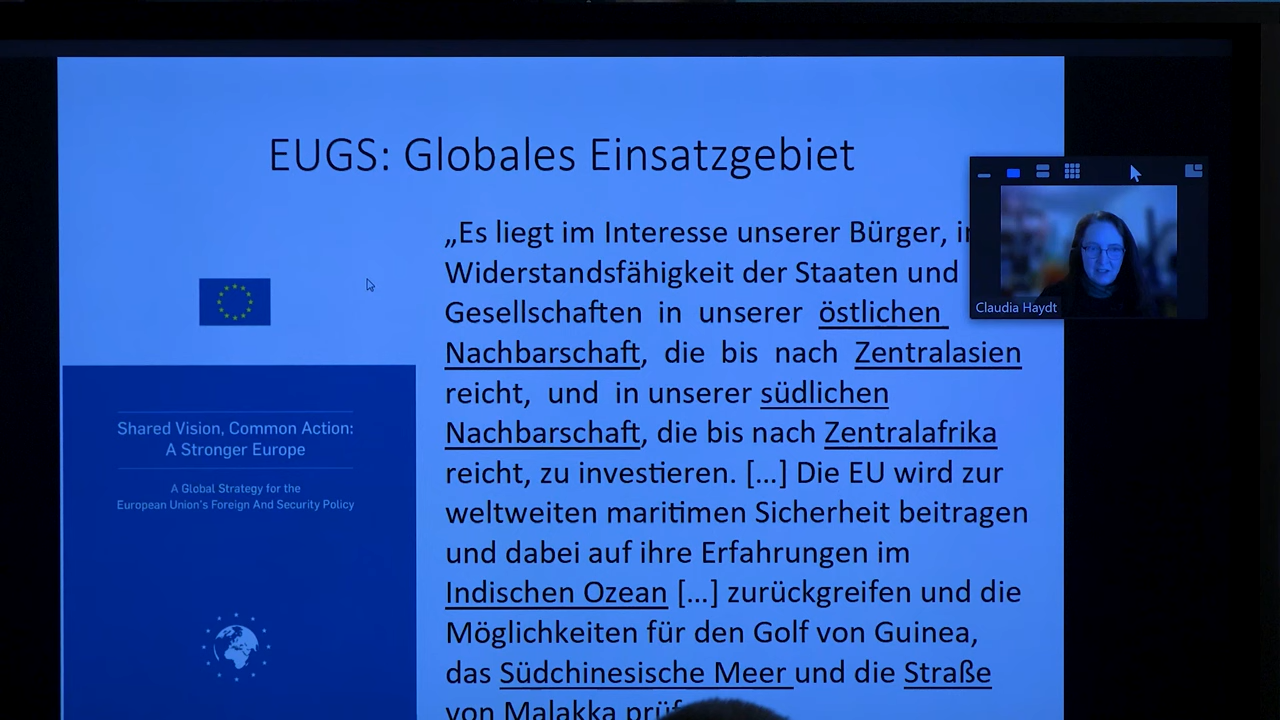 EUGS: Globales Einsatzgebiet
„Es liegt im Interesse unserer Bürger,
Widerstandsfähigkeit der Staaten und
Gesellschaften in unserer östlichen
Nachbarschaft, die bis nach Zentralasien
reicht, und in unserer südlichen
Nachbarschaft, die bis nach Zentralafrika
reicht, zu investieren. [...] Die EU wird zur
weltweiten maritimen Sicherheit beitragen
und dabei auf ihre Erfahrungen im
Indischen Ozean [...] zurückgreifen und die
Möglichkeiten für den Golf von Guinea,
das Südchinesische Meer und die Straße
von Malakka
Shared Vision, Common Action:
A Stronger Europe
A Global Strategy for the
European Union's Foreign And Security Policy
Claudia Haydt